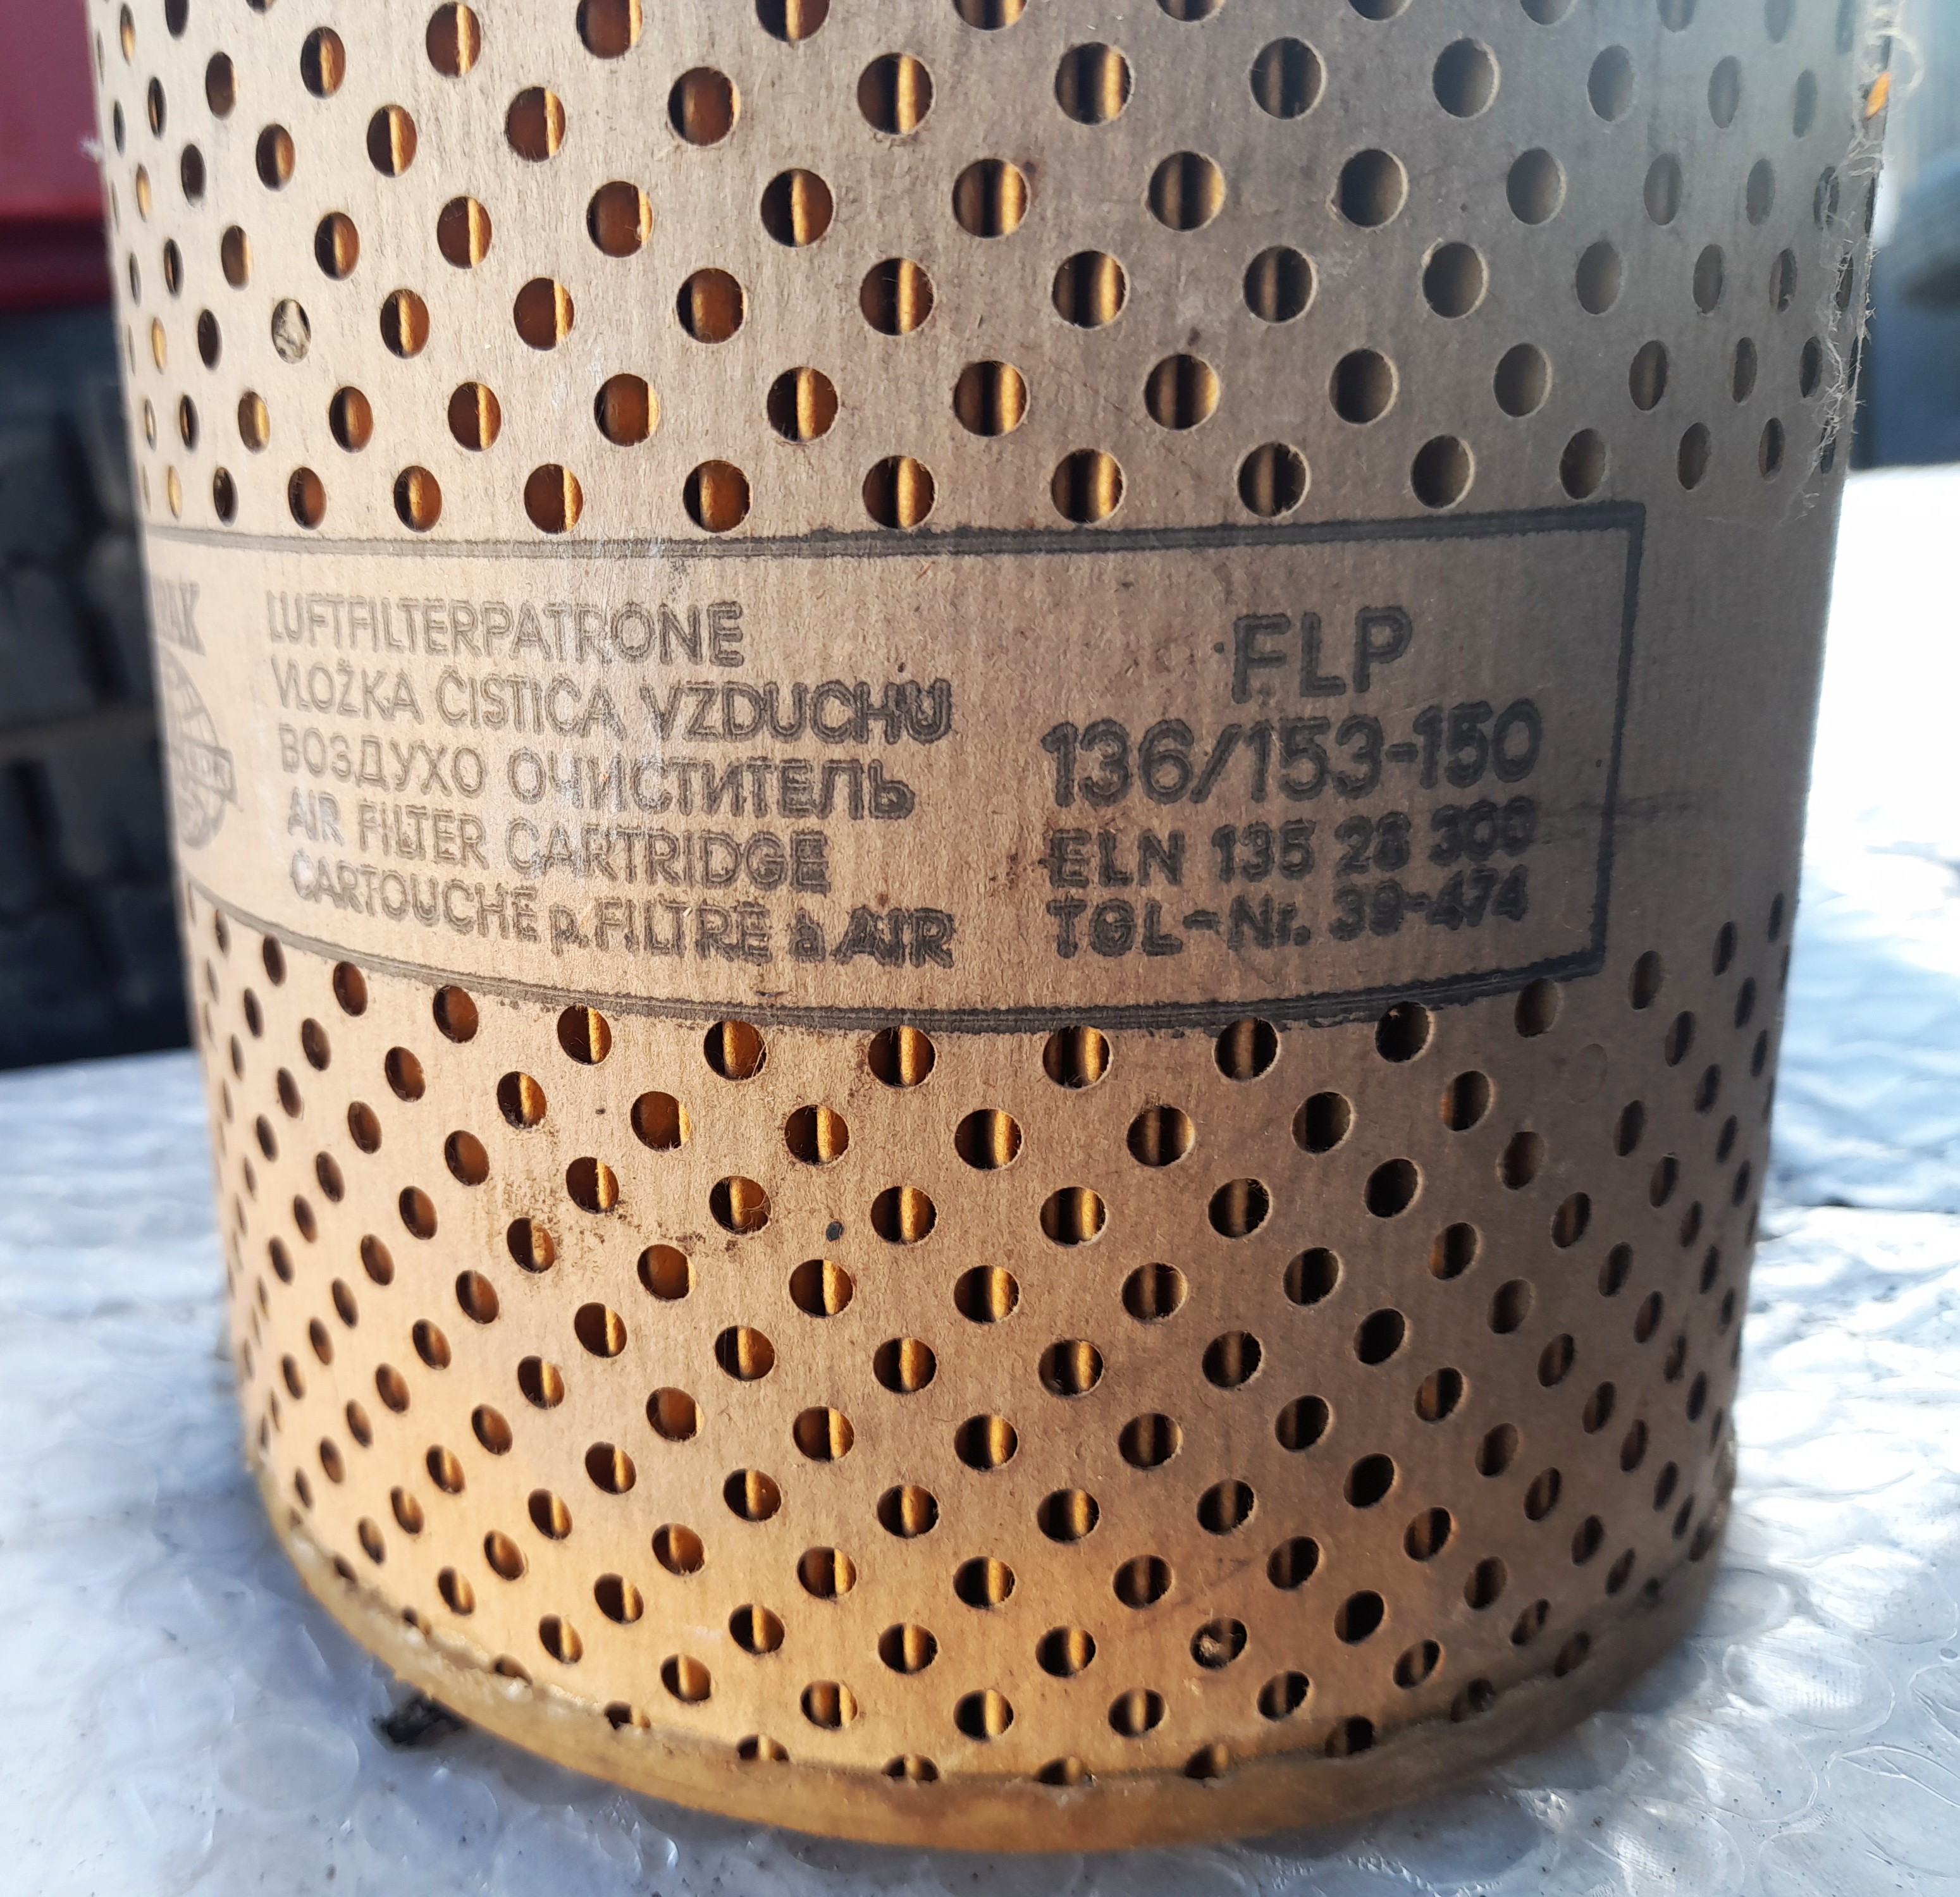 LUFTFILTERPATRONE
VLOŽKA ČISTIČA VZDUCHU
ВОЗДУХО ОЧИСТИТЕЛЬ
AIR FILTER CARTRIDGE
CARTOUCHE p. FILTRE à AIR
FLP
136/153-150
ELN 135 28 300
TGL-Nr. 39-474